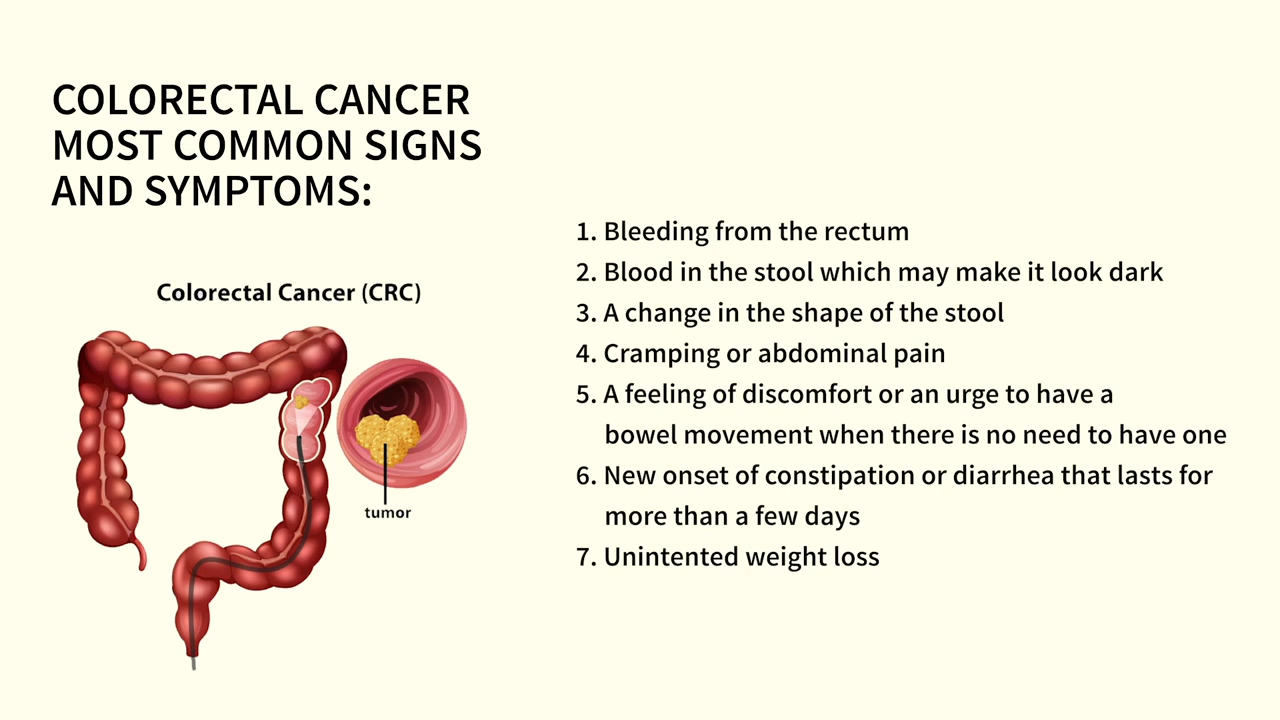 COLORECTAL CANCER
MOST COMMON SIGNS
AND SYMPTOMS:
Colorectal Cancer (CRC)
tumor
1. Bleeding from the rectum
2. Blood in the stool which may make it look dark
3. A change in the shape of the stool
4. Cramping or abdominal pain
5. A feeling of discomfort or an urge to have a
bowel movement when there is no need to have one
6. New onset of constipation or diarrhea that lasts for
more than a few days
7. Unintented weight loss